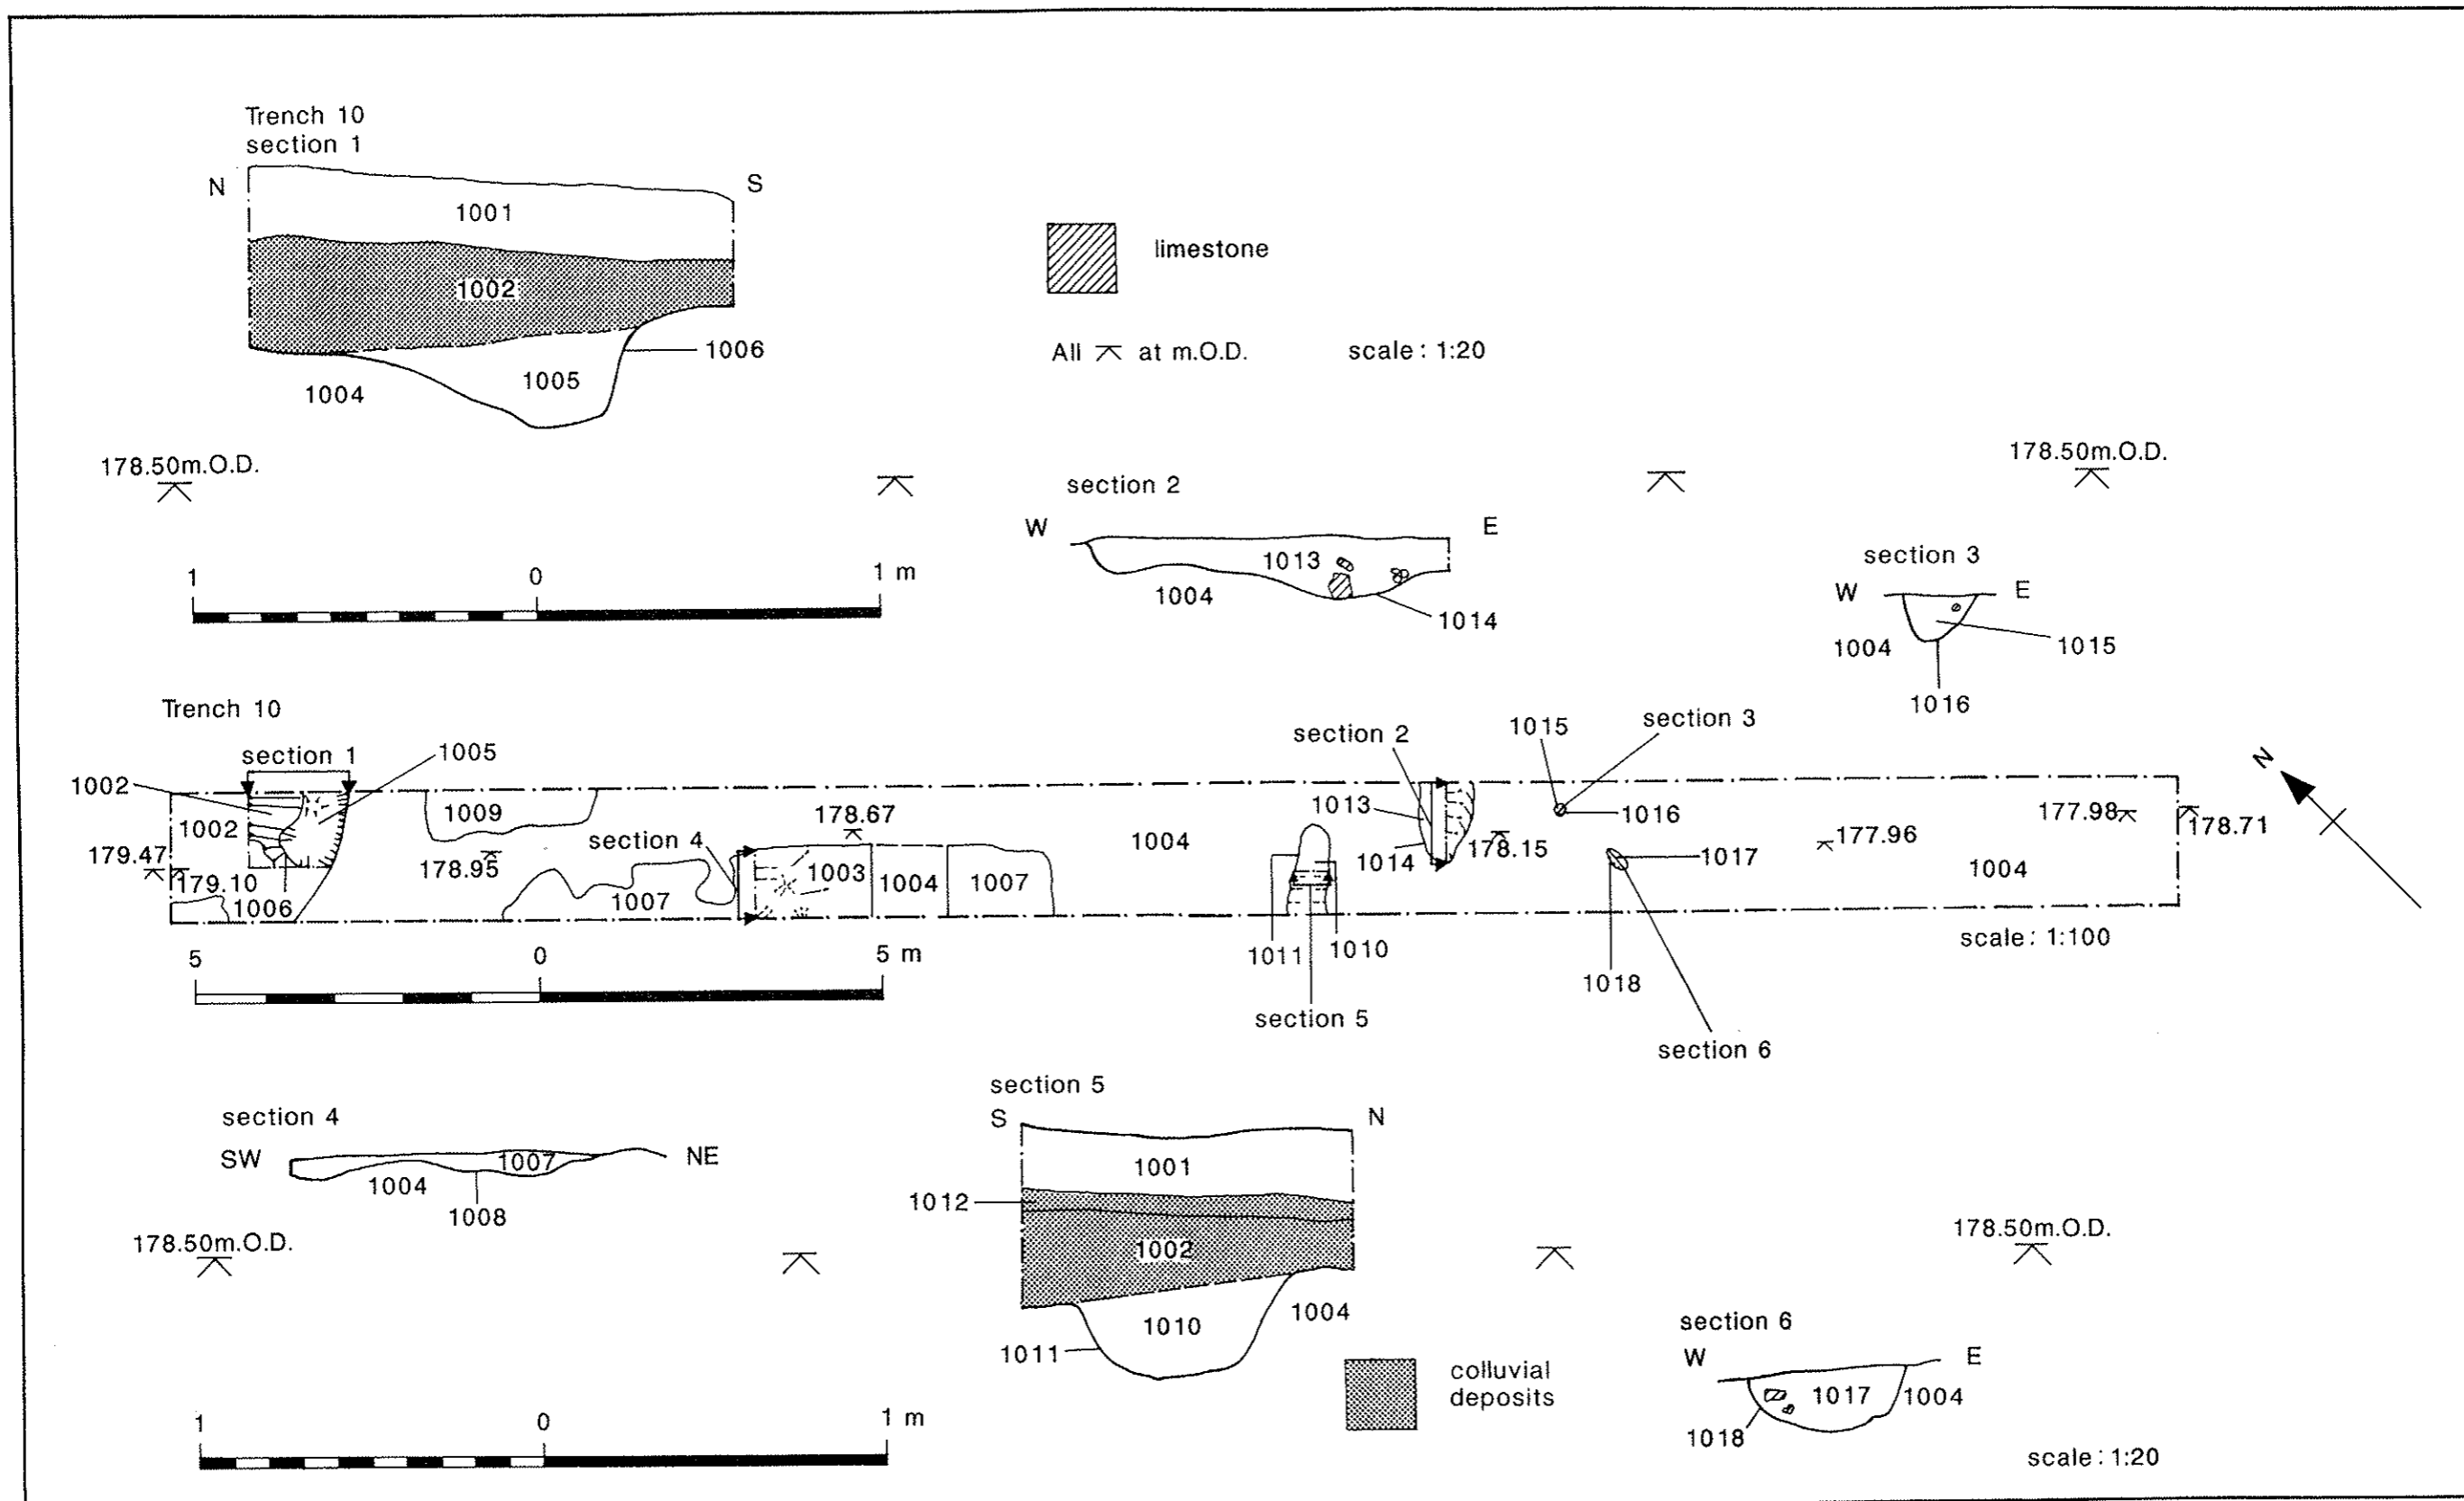 Trench 10
section 1
N
S
1001
1002
1006
1005
1004
limestone
All at m.O.D.
scale: 1:20
178.50m.O.D.
178.50m.O.D.
section 2
W
E
1013
1004
1014
section 3
W
E
1004
1015
1016
1
0
1 m
Trench 10
section 1
1005
1002
1002
1009
178.67
section 4
179.47
179.10
1006
178.95
1007
1003
1004
1007
1004
section 2
1013
1014
178.15
1015
section 3
1016
1017
177.96
177.98
178.71
1004
N
1011
1010
1018
section 5
section 6
scale: 1:100
5
0
5 m
section 4
SW
NE
1007
1004
1008
section 5
S
N
1001
1012
1002
1010
1004
1011
178.50m.O.D.
178.50m.O.D.
colluvial
deposits
section 6
W
E
1017
1004
1018
1
0
1 m
scale: 1:20